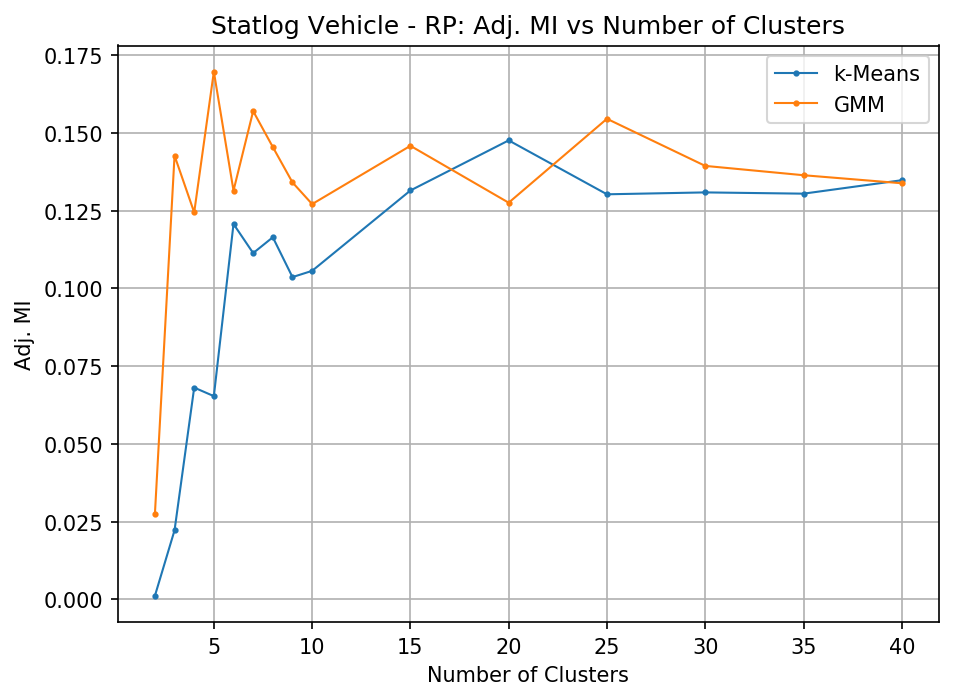 Statlog Vehicle - RP: Adj. MI vs Number of Clusters
k-Means
GMM
Adj. MI
0.175
0.150
0.125
0.100
0.075
0.050
0.025
0.000
5 10 15 20 25 30 35 40
Number of Clusters